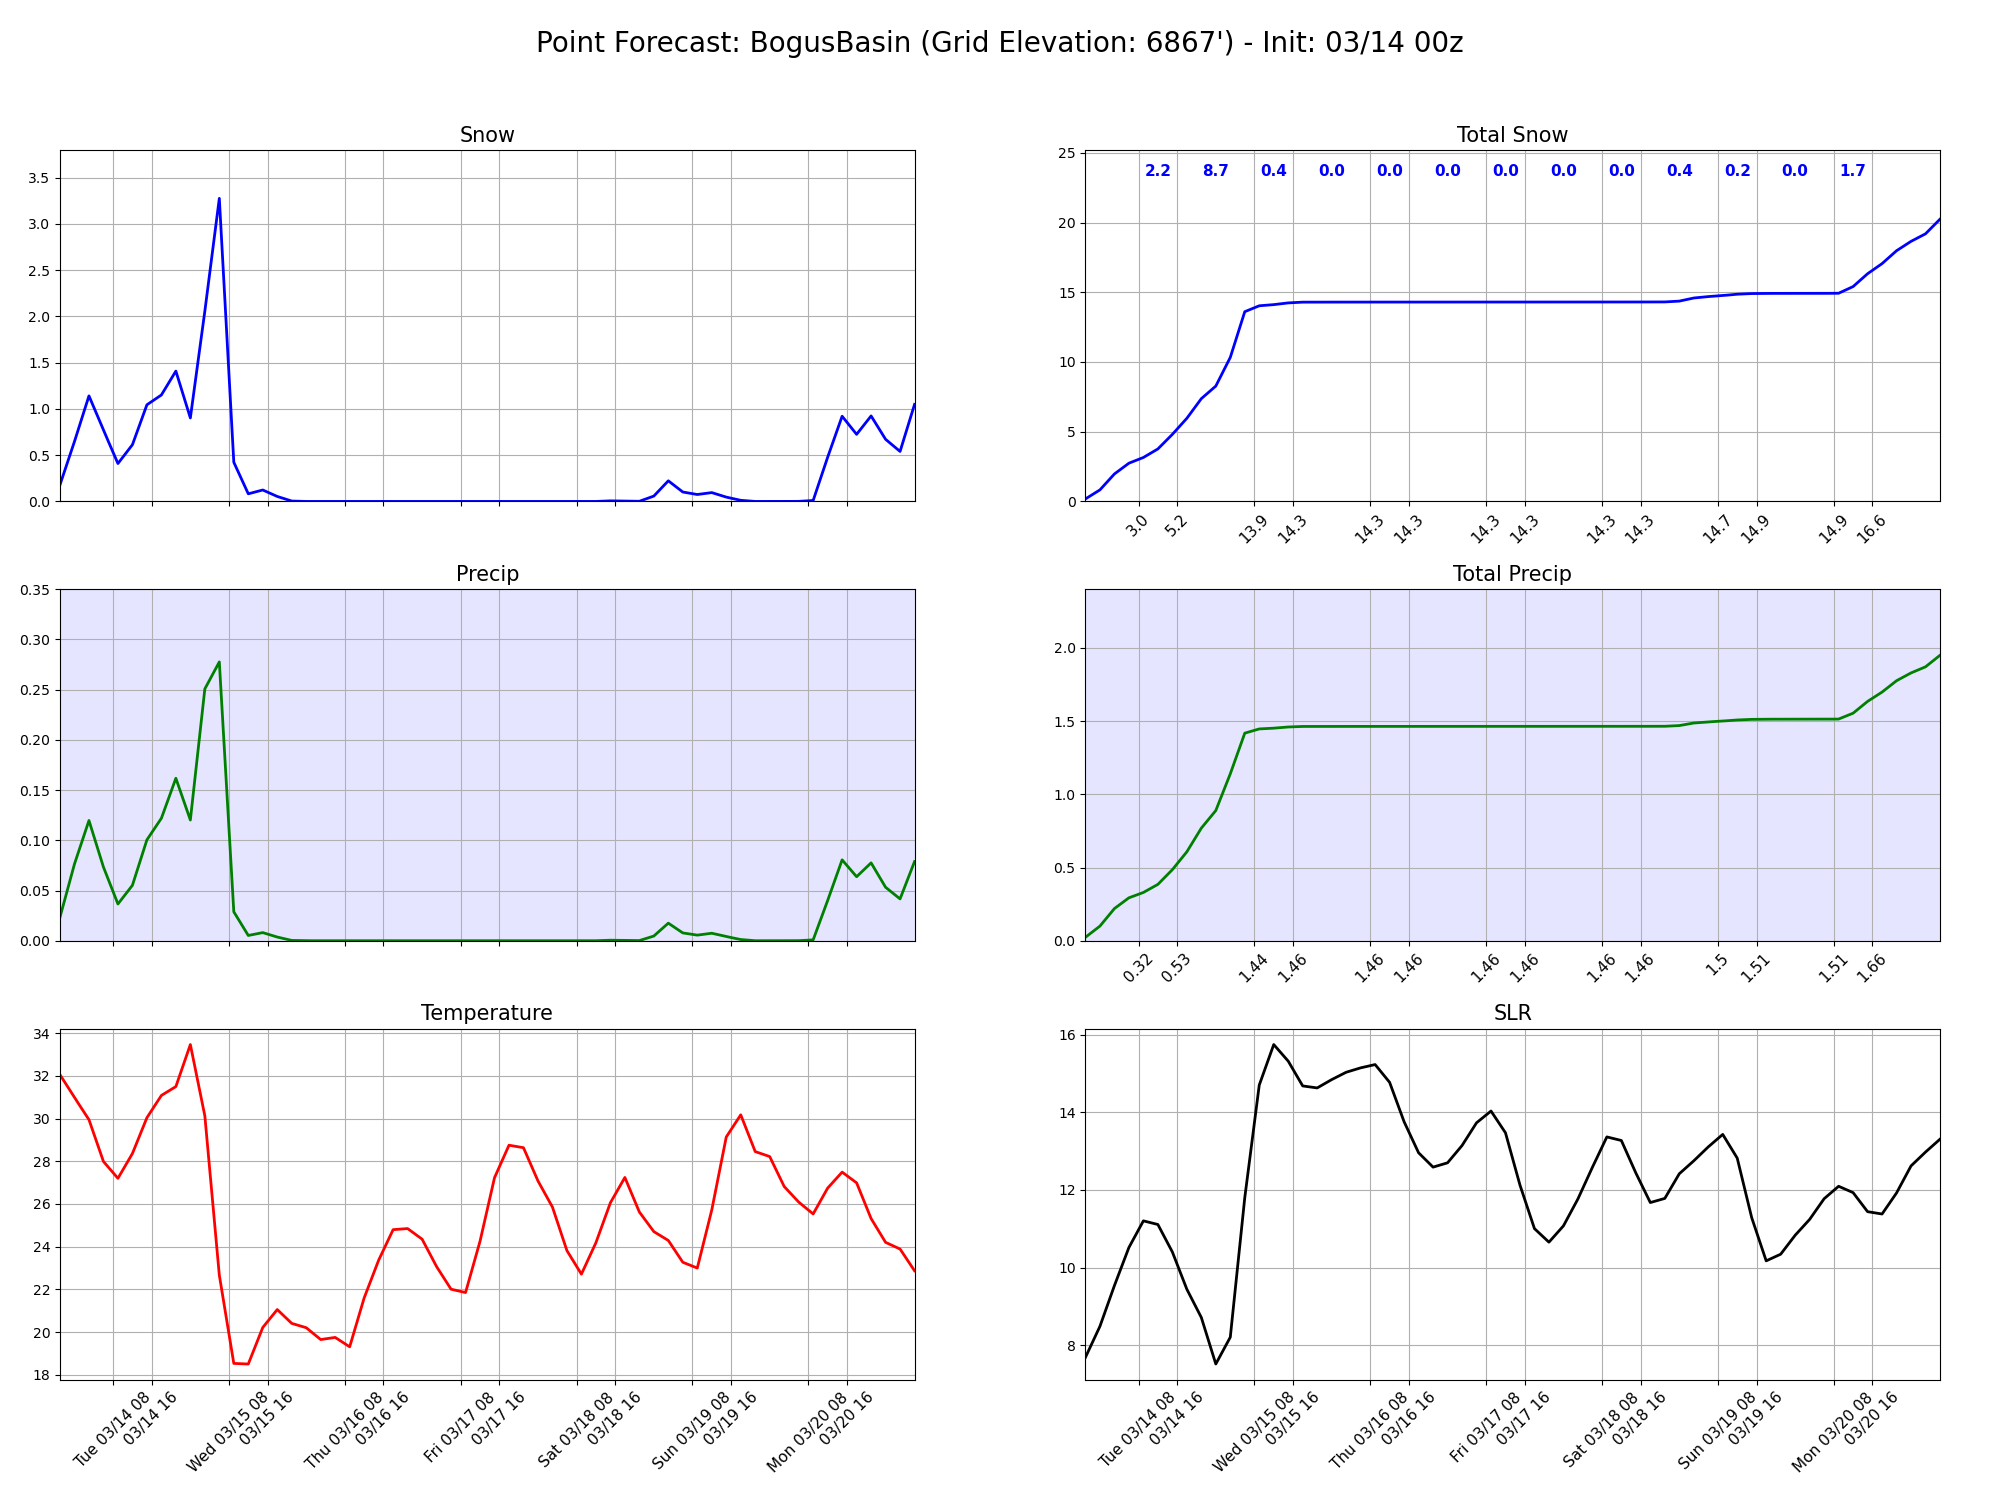 Point Forecast: BogusBasin (Grid Elevation: 6867') - Init: 03/14 00z
Snow
3.5
3.0
2.5
2.0
1.5
1.0
0.5
0.0
Total Snow
25
20
15
10
5
0
2.2 8.7 0.4 0.0 0.0 0.0 0.0 0.0 0.0 0.4 0.2 0.0 1.7
3.0 5.2 13.9 14.3 14.3 14.3 14.3 14.3 14.3 14.3 14.7 14.9 14.9 16.6
Precip
0.35
0.30
0.25
0.20
0.15
0.10
0.05
0.00
Total Precip
2.0
1.5
1.0
0.5
0.0
0.32 0.53 1.44 1.46 1.46 1.46 1.46 1.46 1.46 1.46 1.5 1.51 1.51 1.66
Temperature
34
32
30
28
26
24
22
20
18
Tue 03/14 08
03/14 16
Wed 03/15 08
03/15 16
Thu 03/16 08
03/16 16
Fri 03/17 08
03/17 16
Sat 03/18 08
03/18 16
Sun 03/19 08
03/19 16
Mon 03/20 08
03/20 16
SLR
16
14
12
10
8
Tue 03/14 08
03/14 16
Wed 03/15 08
03/15 16
Thu 03/16 08
03/16 16
Fri 03/17 08
03/17 16
Sat 03/18 08
03/18 16
Sun 03/19 08
03/19 16
Mon 03/20 08
03/20 16